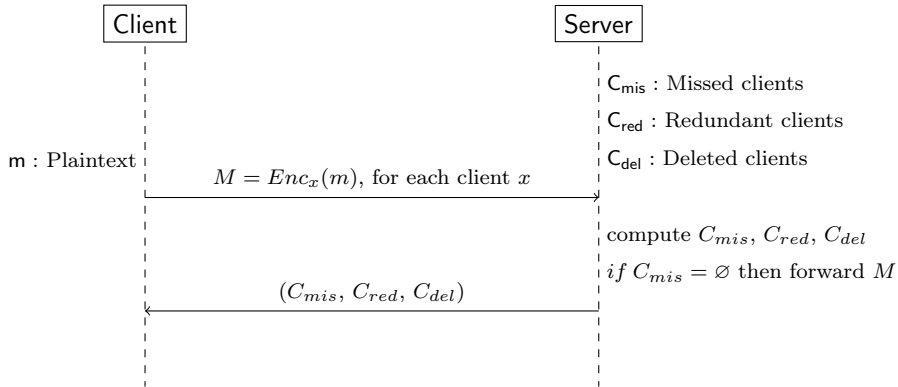 Client
Server
C_mis : Missed clients
C_red : Redundant clients
C_del : Deleted clients
m : Plaintext
M = Enc_x(m), for each client x
compute C_mis, C_red, C_del
if C_mis = ∅ then forward M
(C_mis, C_red, C_del)